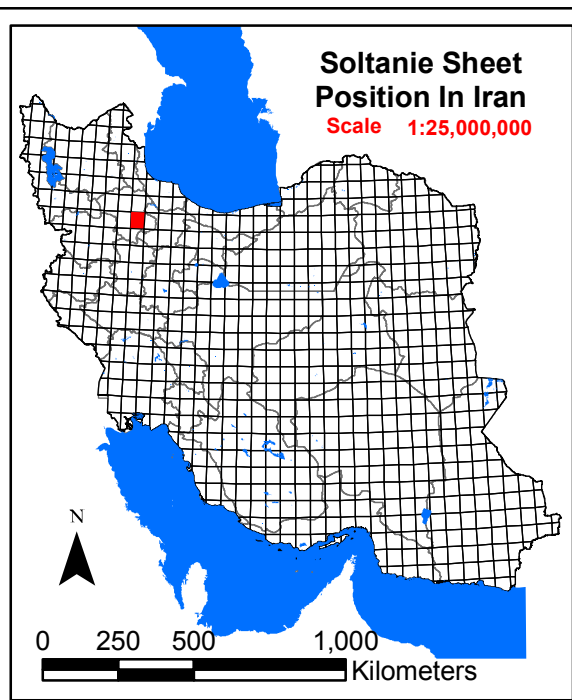 Soltanie Sheet
Position In Iran
Scale 1:25,000,000
N
0 250 500 1,000
Kilometers